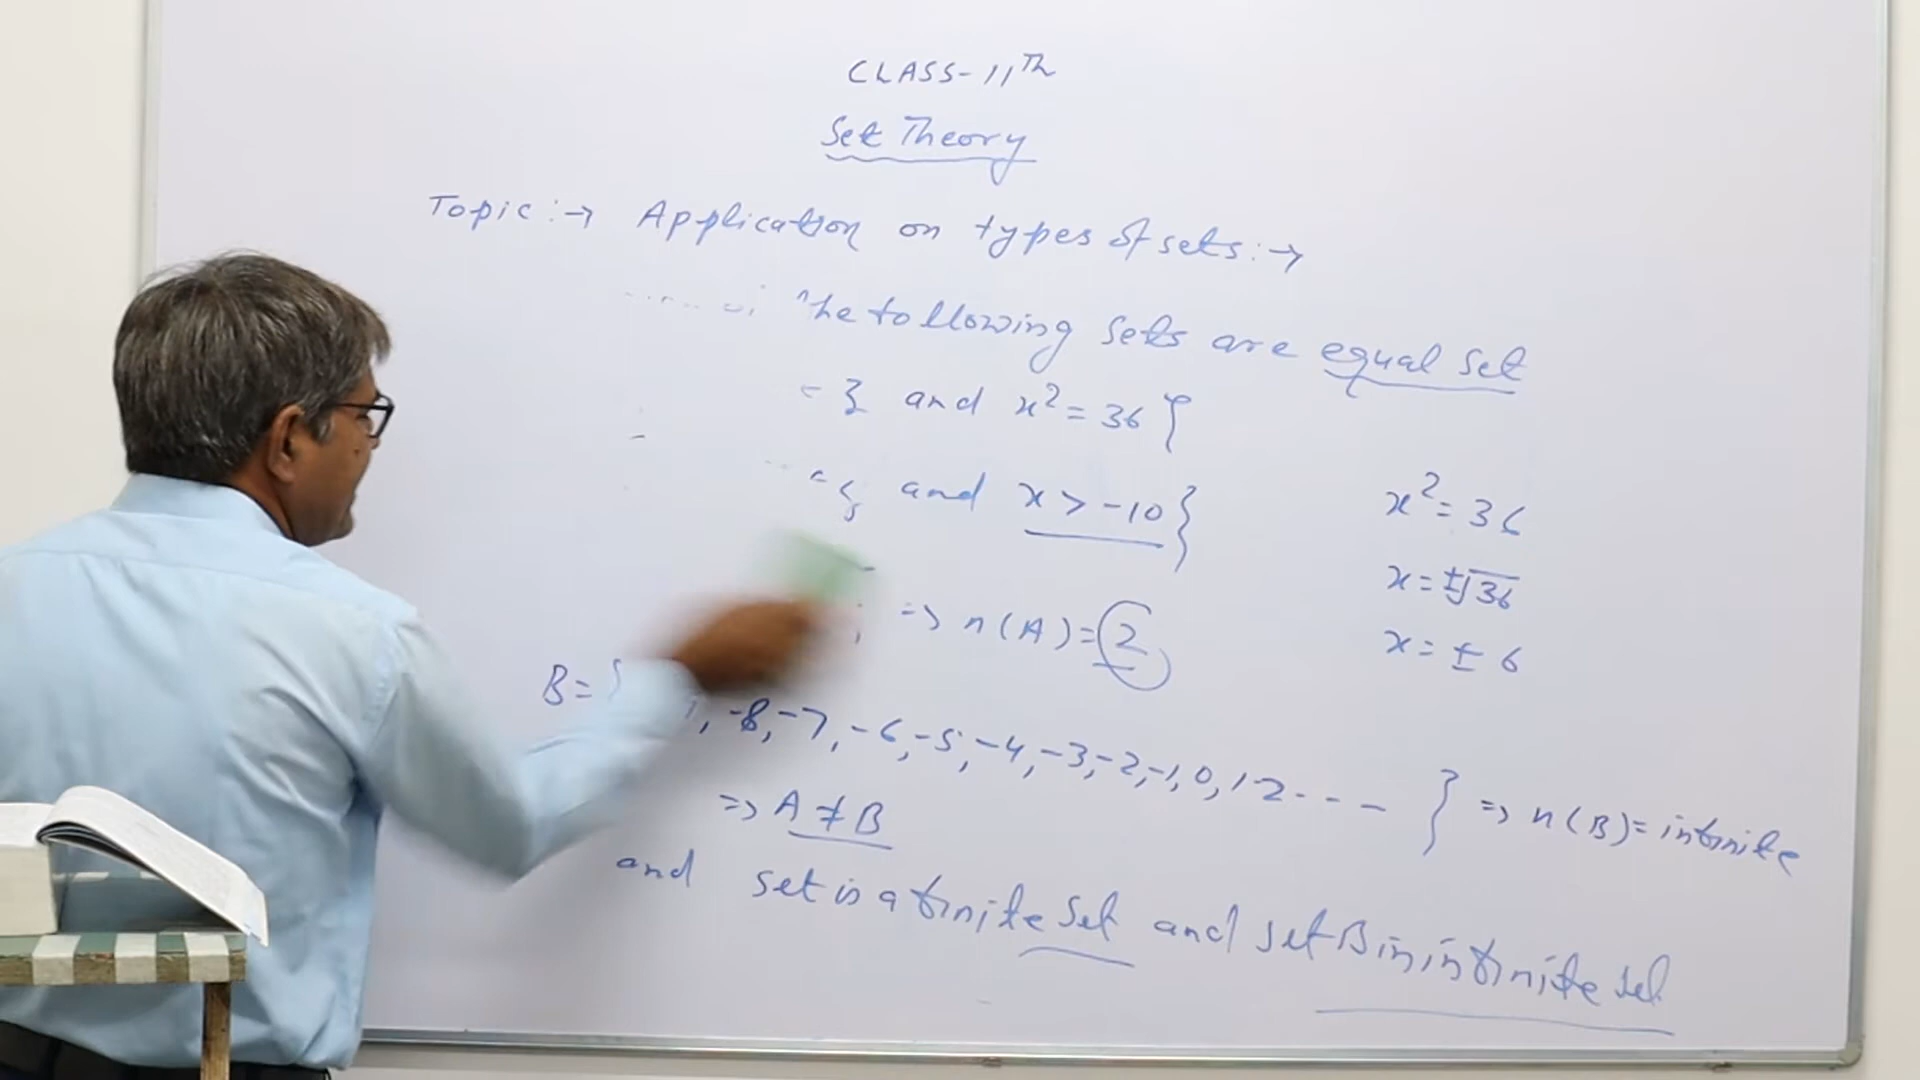 CLASS-11Th
Set Theory
Topic:→ Application on types of sets:→
the following Sets are equal set
and x² = 36 }
and x > -10 }
x² = 36
x = ±√36
x = ± 6
=> n(A) = 2
B = { , -8, -7, -6, -5, -4, -3, -2, -1, 0, 1 2 - - - } => n(B) = infinite
=> A ≠ B
and set is a finite set and set B in infinite set